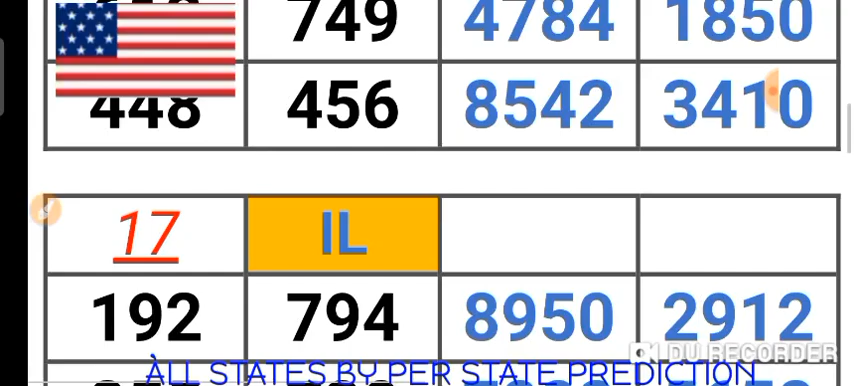 749 4784 1850
448 456 8542 3410
17 IL
192 794 8950 2912
DU RECORDER
ALL STATES BY PER STATE PREDICTION